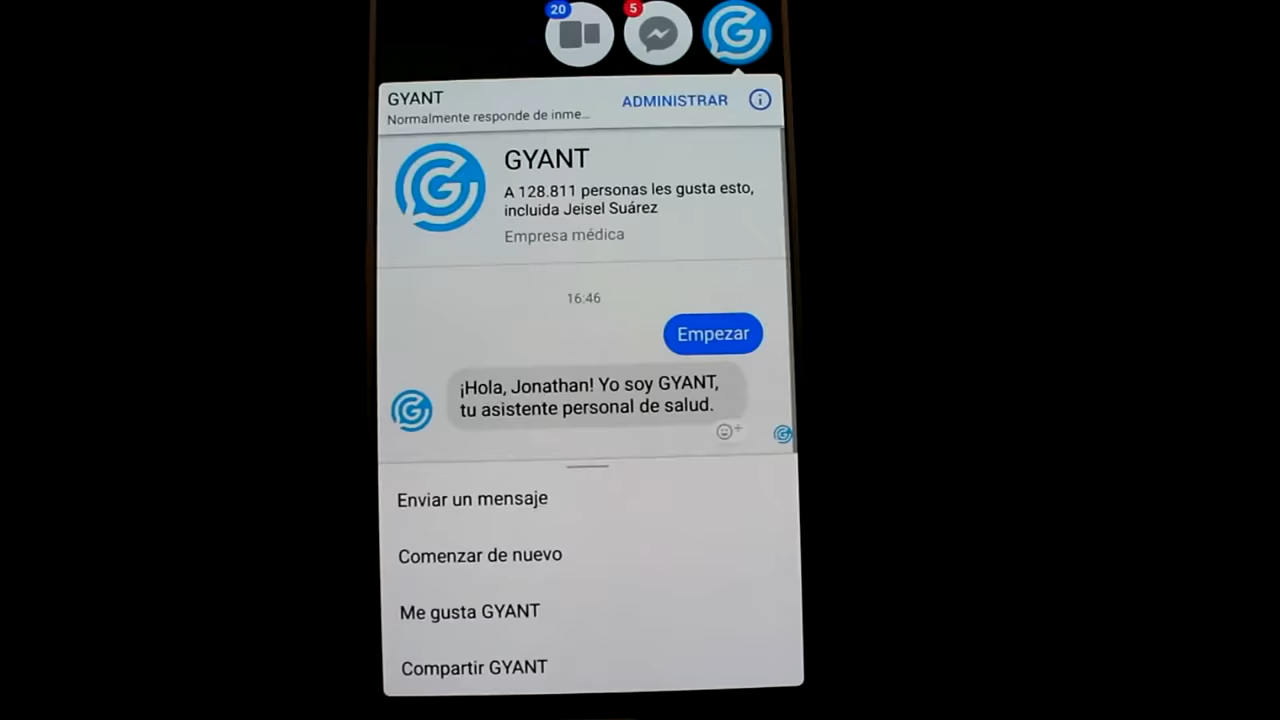 20
5
GYANT
Normalmente responde de inme...
ADMINISTRAR
GYANT
A 128.811 personas les gusta esto,
incluida Jeisel Suárez
Empresa médica
16:46
Empezar
¡Hola, Jonathan! Yo soy GYANT,
tu asistente personal de salud.
Enviar un mensaje
Comenzar de nuevo
Me gusta GYANT
Compartir GYANT